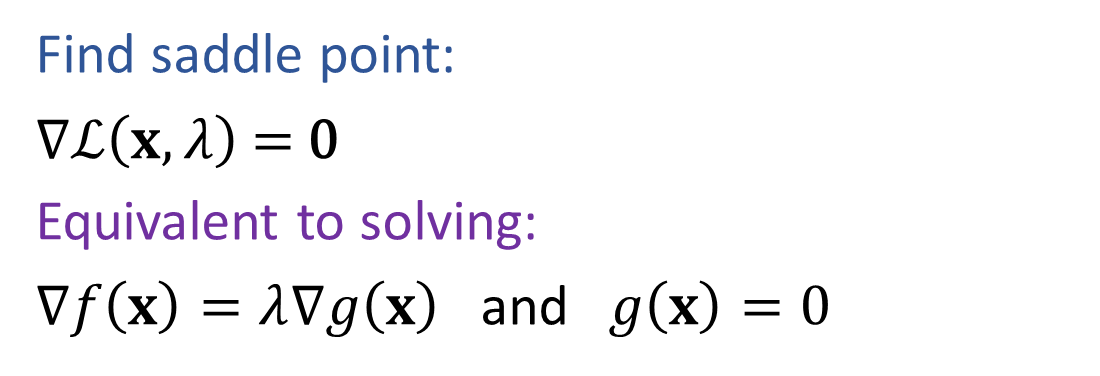 Find saddle point:
∇ℒ(𝐱, λ) = 𝟎
Equivalent to solving:
∇f(𝐱) = λ∇g(𝐱) and g(𝐱) = 0